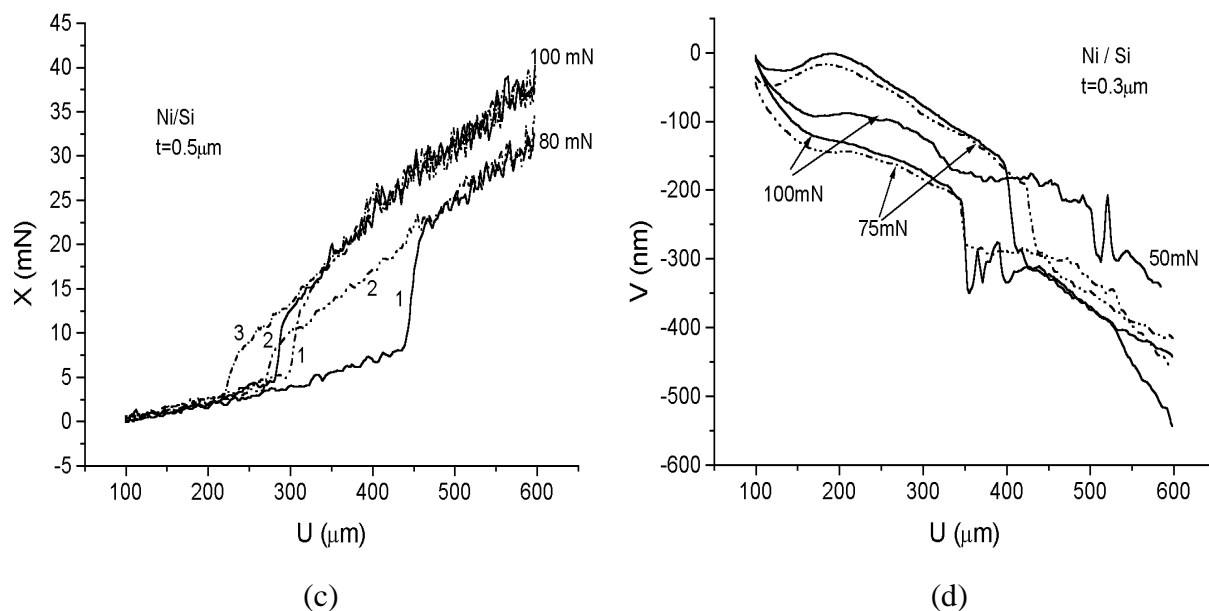 45
40
35
30
25
20
15
10
5
0
-5
X (mN)
Ni/Si
t=0.5μm
100 mN
80 mN
3
2
1
2
1
100
200
300
400
500
600
U (μm)
(c)
0
-100
-200
-300
-400
-500
-600
V (nm)
Ni / Si
t=0.3μm
100mN
75mN
50mN
100
200
300
400
500
600
U (μm)
(d)